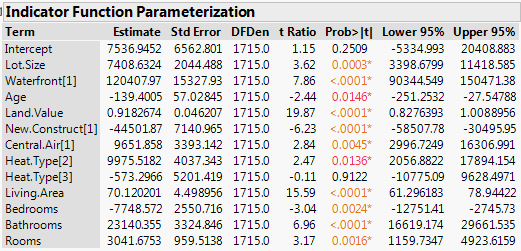 Indicator Function Parameterization
Term Estimate Std Error DFDen t Ratio Prob>|t| Lower 95% Upper 95%
Intercept 7536.9452 6562.801 1715.0 1.15 0.2509 -5334.993 20408.883
Lot.Size 7408.6324 2044.488 1715.0 3.62 0.0003* 3398.6799 11418.585
Waterfront[1] 120407.97 15327.93 1715.0 7.86 <.0001* 90344.549 150471.38
Age -139.4005 57.02845 1715.0 -2.44 0.0146* -251.2532 -27.54788
Land.Value 0.9182674 0.046207 1715.0 19.87 <.0001* 0.8276393 1.0088956
New.Construct[1] -44501.87 7140.965 1715.0 -6.23 <.0001* -58507.78 -30495.95
Central.Air[1] 9651.858 3393.142 1715.0 2.84 0.0045* 2996.7249 16306.991
Heat.Type[2] 9975.5182 4037.343 1715.0 2.47 0.0136* 2056.8822 17894.154
Heat.Type[3] -573.2966 5201.419 1715.0 -0.11 0.9122 -10775.09 9628.4971
Living.Area 70.120201 4.498956 1715.0 15.59 <.0001* 61.296183 78.94422
Bedrooms -7748.572 2550.716 1715.0 -3.04 0.0024* -12751.41 -2745.73
Bathrooms 23140.355 3324.846 1715.0 6.96 <.0001* 16619.174 29661.535
Rooms 3041.6753 959.5138 1715.0 3.17 0.0016* 1159.7347 4923.6159